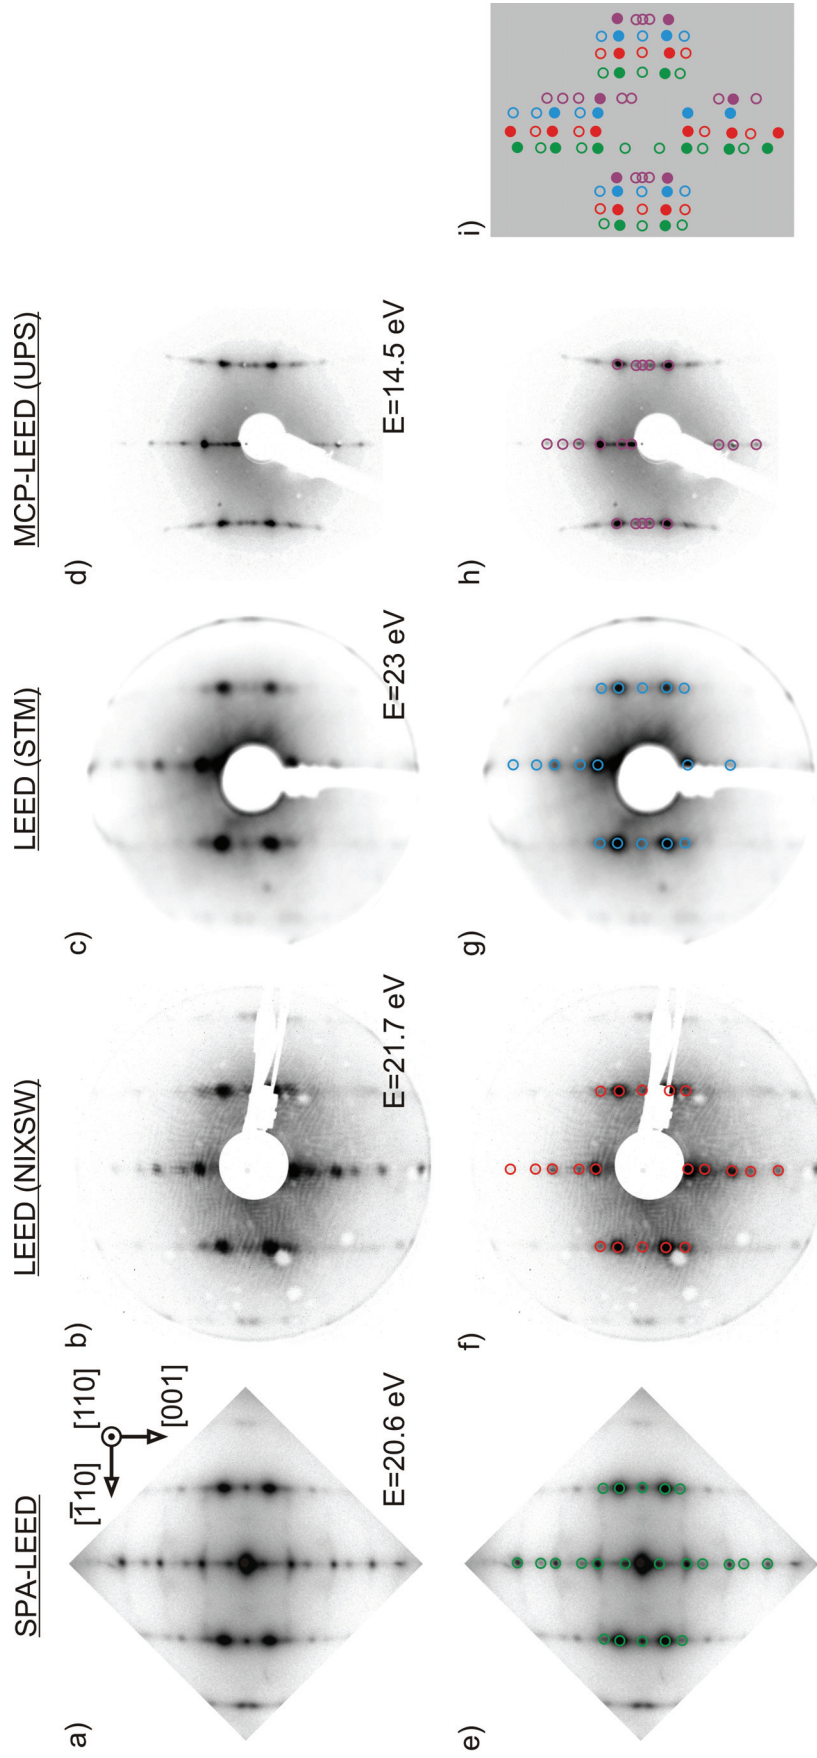 SPA-LEED
LEED (NIXSW)
LEED (STM)
MCP-LEED (UPS)
a)
b)
c)
d)
[1̅10]
[110]
[001]
E=20.6 eV
E=21.7 eV
E=23 eV
E=14.5 eV
e)
f)
g)
h)
i)